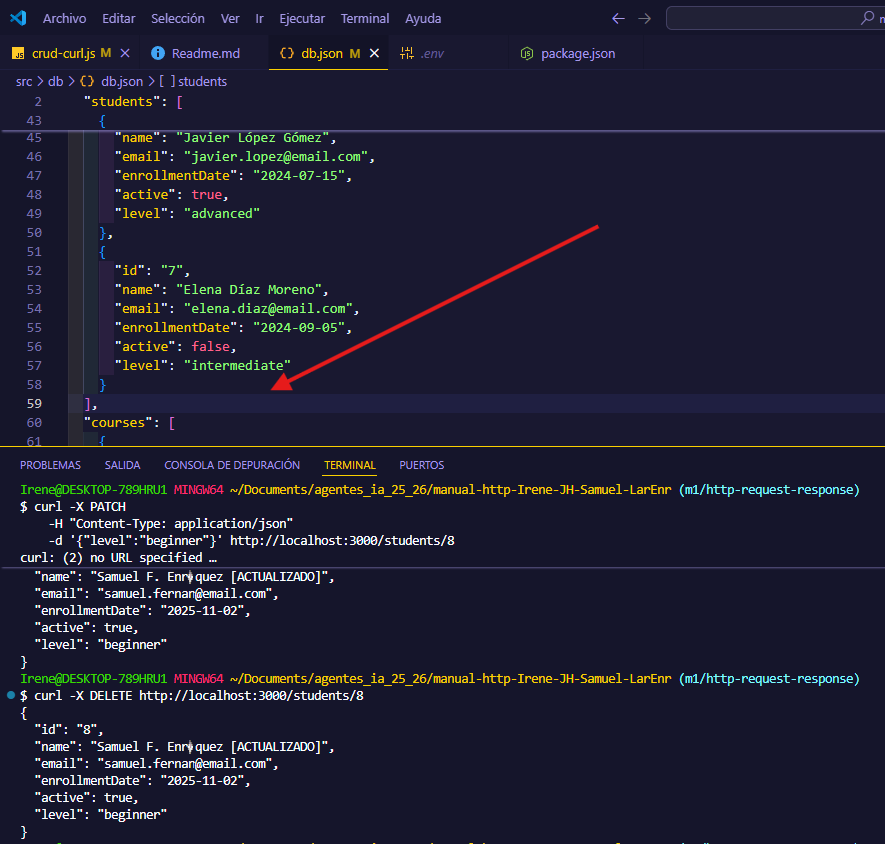 Archivo Editar Selección Ver Ir Ejecutar Terminal Ayuda
JS crud-curl.js M Readme.md {} db.json M .env package.json
src > db > {} db.json > [ ] students
2 "students": [
43 {
45 "name": "Javier López Gómez",
46 "email": "javier.lopez@email.com",
47 "enrollmentDate": "2024-07-15",
48 "active": true,
49 "level": "advanced"
50 },
51 {
52 "id": "7",
53 "name": "Elena Díaz Moreno",
54 "email": "elena.diaz@email.com",
55 "enrollmentDate": "2024-09-05",
56 "active": false,
57 "level": "intermediate"
58 }
59 ],
60 "courses": [
61 {
PROBLEMAS SALIDA CONSOLA DE DEPURACIÓN TERMINAL PUERTOS
Irene@DESKTOP-789HRU1 MINGW64 ~/Documents/agentes_ia_25_26/manual-http-Irene-JH-Samuel-LarEnr (m1/http-request-response)
$ curl -X PATCH
-H "Content-Type: application/json"
-d '{"level":"beginner"}' http://localhost:3000/students/8
curl: (2) no URL specified …
"name": "Samuel F. Enr�quez [ACTUALIZADO]",
"email": "samuel.fernan@email.com",
"enrollmentDate": "2025-11-02",
"active": true,
"level": "beginner"
}
Irene@DESKTOP-789HRU1 MINGW64 ~/Documents/agentes_ia_25_26/manual-http-Irene-JH-Samuel-LarEnr (m1/http-request-response)
$ curl -X DELETE http://localhost:3000/students/8
{
"id": "8",
"name": "Samuel F. Enr�quez [ACTUALIZADO]",
"email": "samuel.fernan@email.com",
"enrollmentDate": "2025-11-02",
"active": true,
"level": "beginner"
}